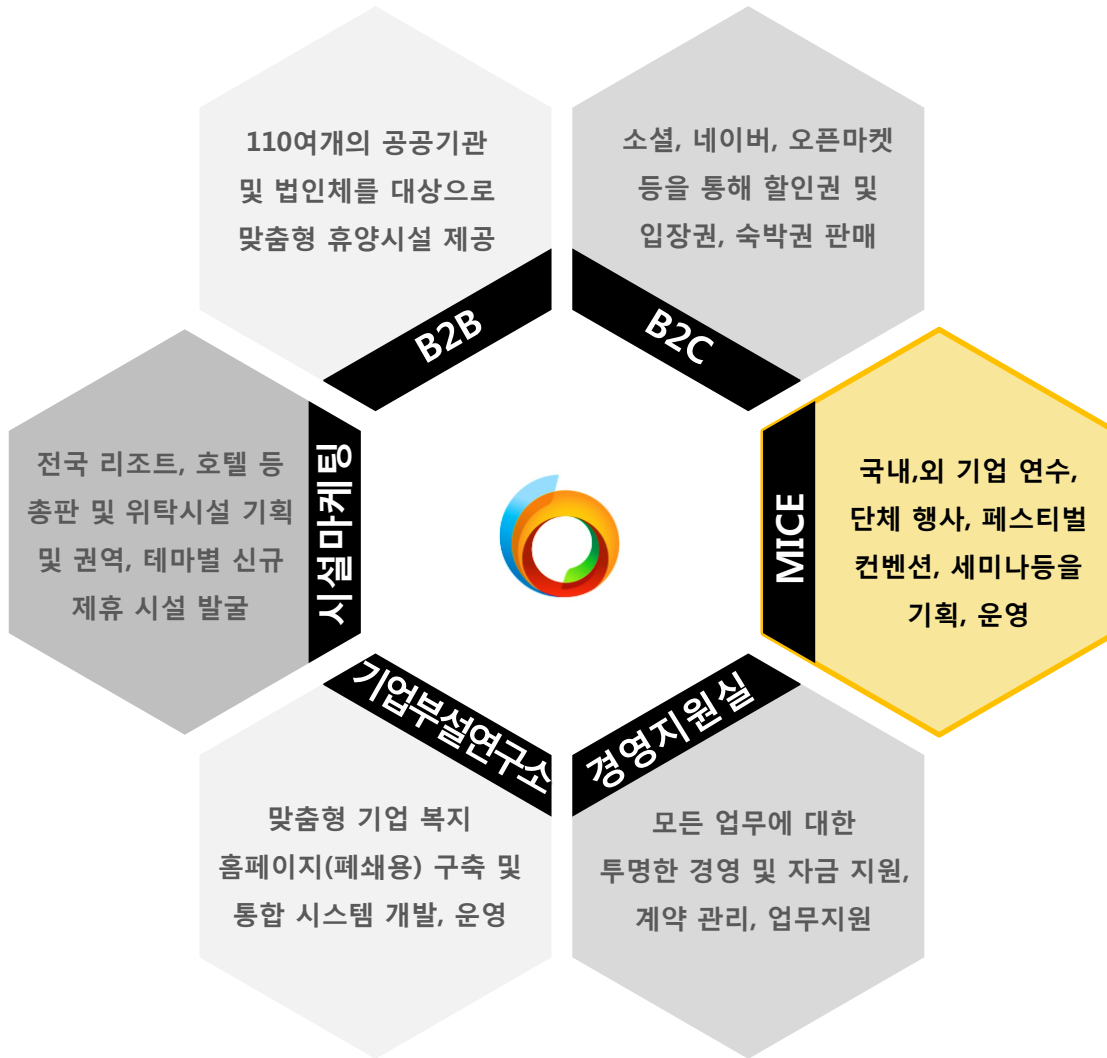 110여개의 공공기관
및 법인체를 대상으로
맞춤형 휴양시설 제공
B2B
소셜, 네이버, 오픈마켓
등을 통해 할인권 및
입장권, 숙박권 판매
B2C
전국 리조트, 호텔 등
총판 및 위탁시설 기획
및 권역, 테마별 신규
제휴 시설 발굴
시설마케팅
MICE
국내,외 기업 연수,
단체 행사, 페스티벌
컨벤션, 세미나등을
기획, 운영
기업부설연구소
맞춤형 기업 복지
홈페이지(폐쇄용) 구축 및
통합 시스템 개발, 운영
경영지원실
모든 업무에 대한
투명한 경영 및 자금 지원,
계약 관리, 업무지원